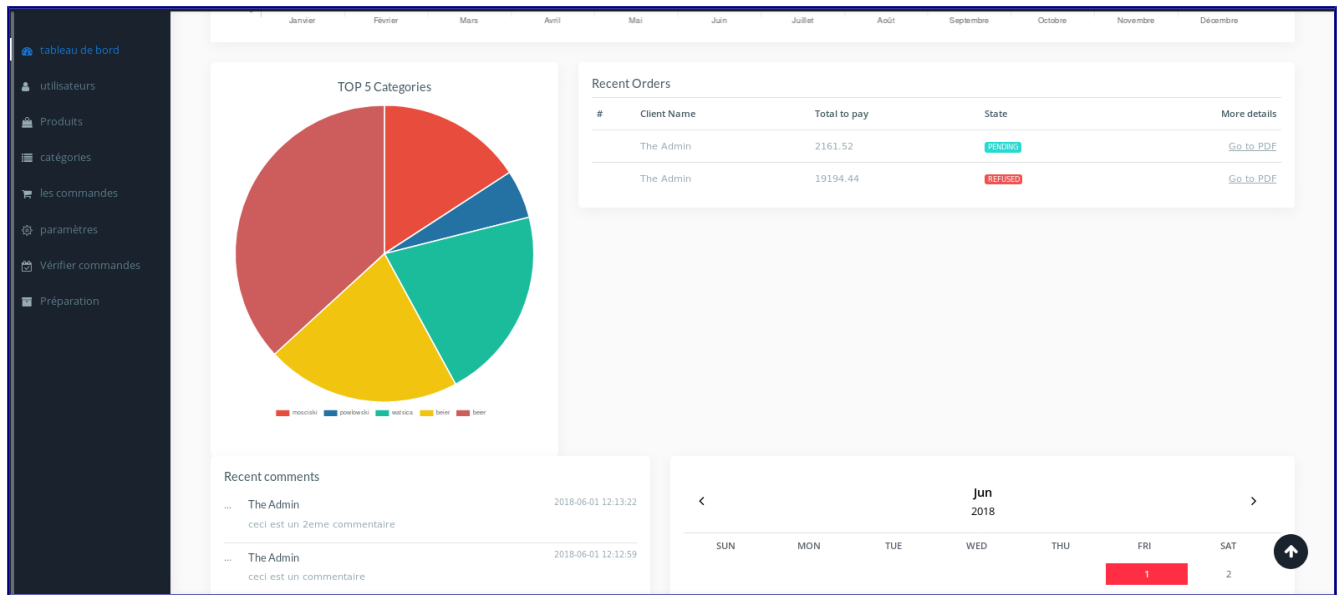 Janvier Février Mars Avril Mai Juin Juillet Août Septembre Octobre Novembre Décembre
tableau de bord
utilisateurs
Produits
catégories
les commandes
paramètres
Vérifier commandes
Préparation
TOP 5 Categories
mosciski powlowski watsica beier beer
Recent Orders
# Client Name Total to pay State More details
The Admin 2161.52 PENDING Go to PDF
The Admin 19194.44 REFUSED Go to PDF
Recent comments
... The Admin 2018-06-01 12:13:22
ceci est un 2eme commentaire
... The Admin 2018-06-01 12:12:59
ceci est un commentaire
Jun
2018
SUN MON TUE WED THU FRI SAT
1 2